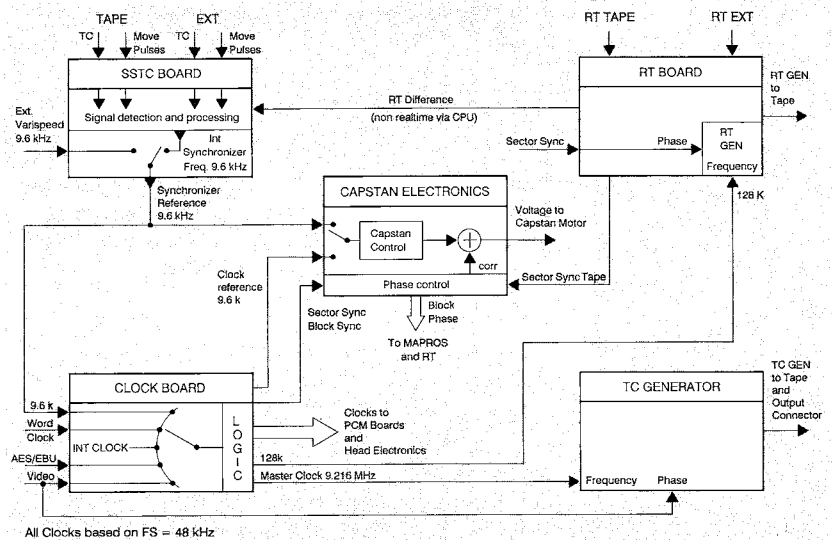 TAPE
EXT
TC
Move
Pulses
TC
Move
Pulses
SSTC BOARD
Signal detection and processing
Ext.
Varispeed
9.6 kHz
Int
Synchronizer
Freq. 9.6 kHz
Synchronizer
Reference
9.6 kHz
RT Difference
(non realtime via CPU)
RT TAPE
RT EXT
RT BOARD
RT GEN
to
Tape
Sector Sync
Phase
RT
GEN
Frequency
128 K
CAPSTAN ELECTRONICS
Capstan
Control
corr
Phase control
Voltage to
Capstan Motor
Sector Sync Tape
Clock
reference
9.6 k
Sector Sync
Block Sync
Block
Phase
To MAPROS
and RT
CLOCK BOARD
9.6 k
Word
Clock
INT CLOCK
AES/EBU
Video
LOGIC
Clocks to
PCM Boards
and
Head Electronics
128k
Master Clock 9.216 MHz
TC GENERATOR
Frequency
Phase
TC GEN
to Tape
and
Output
Connector
All Clocks based on FS = 48 kHz